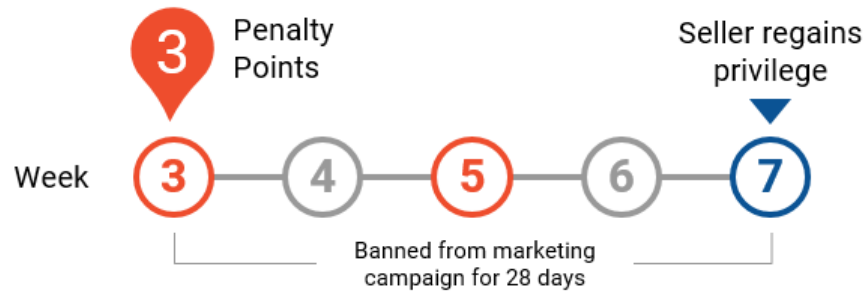 3
Penalty
Points
Seller regains
privilege
Week
3
4
5
6
7
Banned from marketing
campaign for 28 days